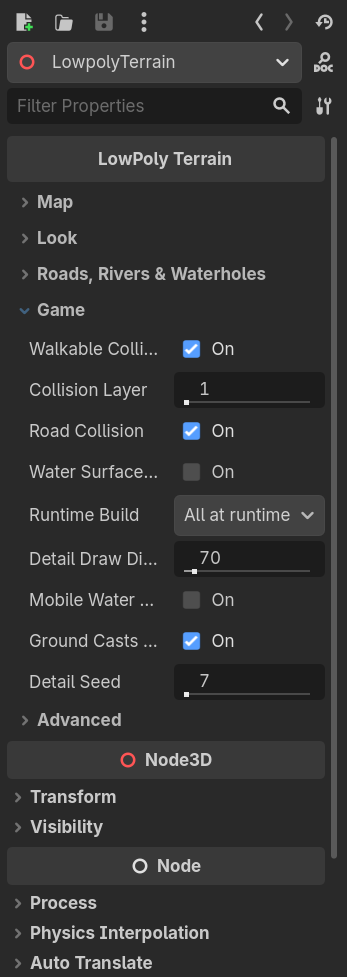 LowpolyTerrain
DOC
Filter Properties
LowPoly Terrain
Map
Look
Roads, Rivers & Waterholes
Game
Walkable Colli... On
Collision Layer 1
Road Collision On
Water Surface... On
Runtime Build All at runtime
Detail Draw Di... 70
Mobile Water ... On
Ground Casts ... On
Detail Seed 7
Advanced
Node3D
Transform
Visibility
Node
Process
Physics Interpolation
Auto Translate